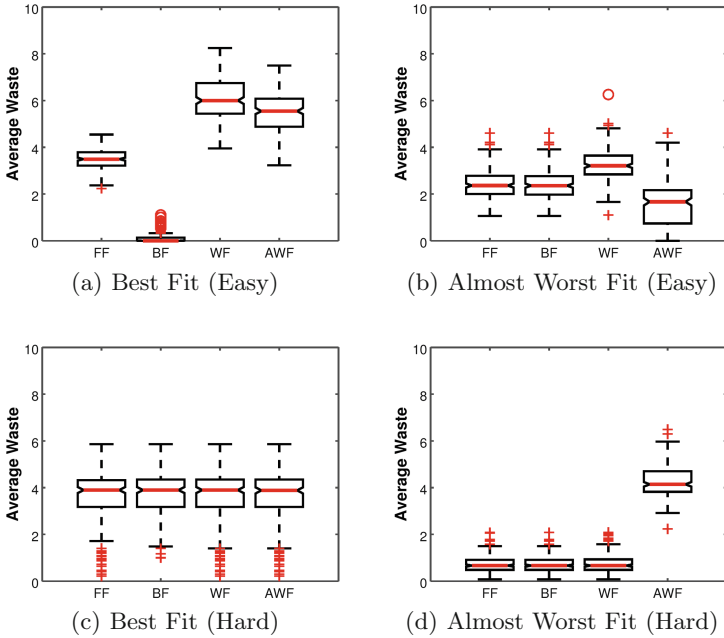 10
8
6
4
2
0
Average Waste
FF BF WF AWF
(a) Best Fit (Easy)
10
8
6
4
2
0
Average Waste
FF BF WF AWF
(b) Almost Worst Fit (Easy)
10
8
6
4
2
0
Average Waste
FF BF WF AWF
(c) Best Fit (Hard)
10
8
6
4
2
0
Average Waste
FF BF WF AWF
(d) Almost Worst Fit (Hard)